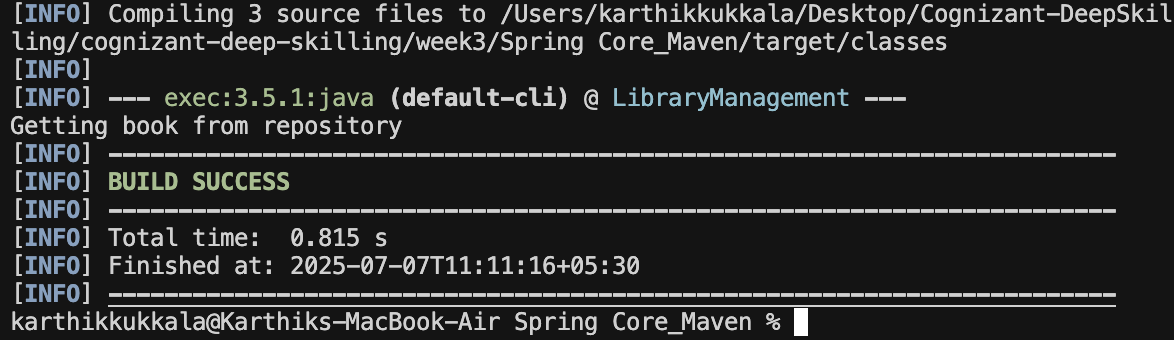 [INFO] Compiling 3 source files to /Users/karthikkukkala/Desktop/Cognizant-DeepSkil
ling/cognizant-deep-skilling/week3/Spring Core_Maven/target/classes
[INFO]
[INFO] --- exec:3.5.1:java (default-cli) @ LibraryManagement ---
Getting book from repository
[INFO] ------------------------------------------------------------------------
[INFO] BUILD SUCCESS
[INFO] ------------------------------------------------------------------------
[INFO] Total time:  0.815 s
[INFO] Finished at: 2025-07-07T11:11:16+05:30
[INFO] ------------------------------------------------------------------------
karthikkukkala@Karthiks-MacBook-Air Spring Core_Maven %